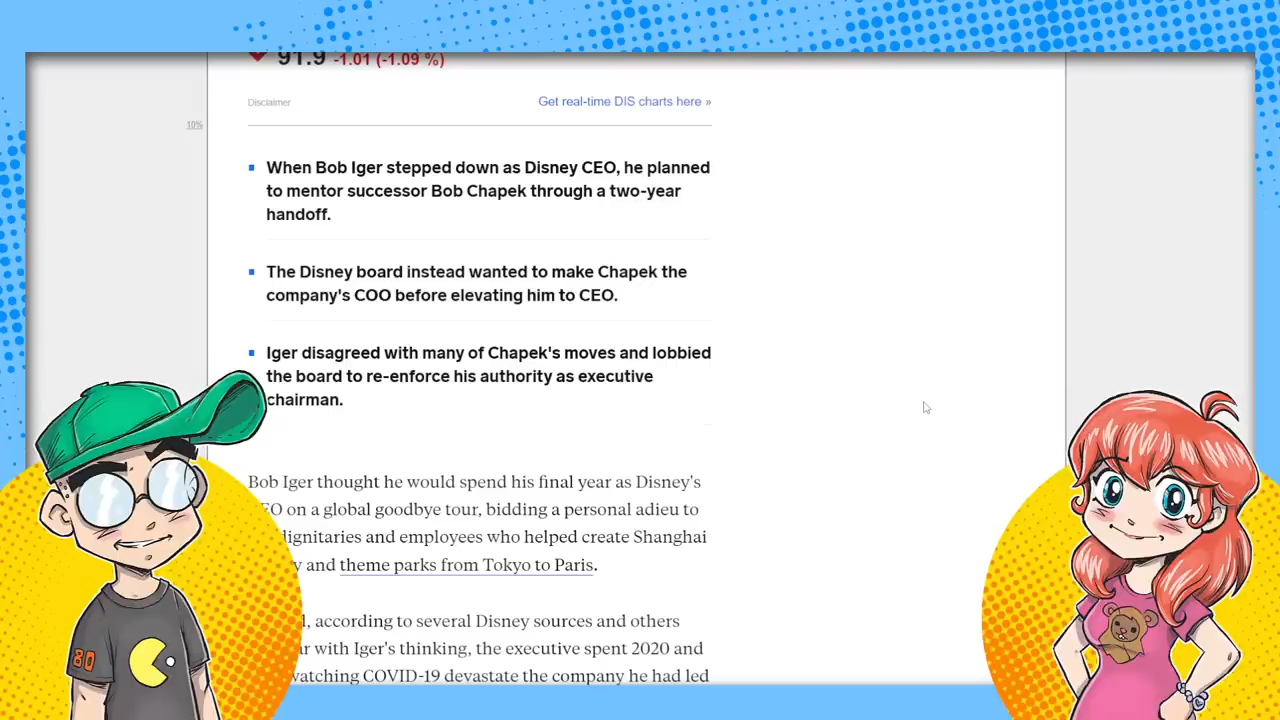 91.9 -1.01 (-1.09 %)
Disclaimer
Get real-time DIS charts here »
10%
When Bob Iger stepped down as Disney CEO, he planned
to mentor successor Bob Chapek through a two-year
handoff.
The Disney board instead wanted to make Chapek the
company's COO before elevating him to CEO.
Iger disagreed with many of Chapek's moves and lobbied
the board to re-enforce his authority as executive
chairman.
Bob Iger thought he would spend his final year as Disney's
EO on a global goodbye tour, bidding a personal adieu to
dignitaries and employees who helped create Shanghai
y and theme parks from Tokyo to Paris.
d, according to several Disney sources and others
ar with Iger's thinking, the executive spent 2020 and
watching COVID-19 devastate the company he had led
80